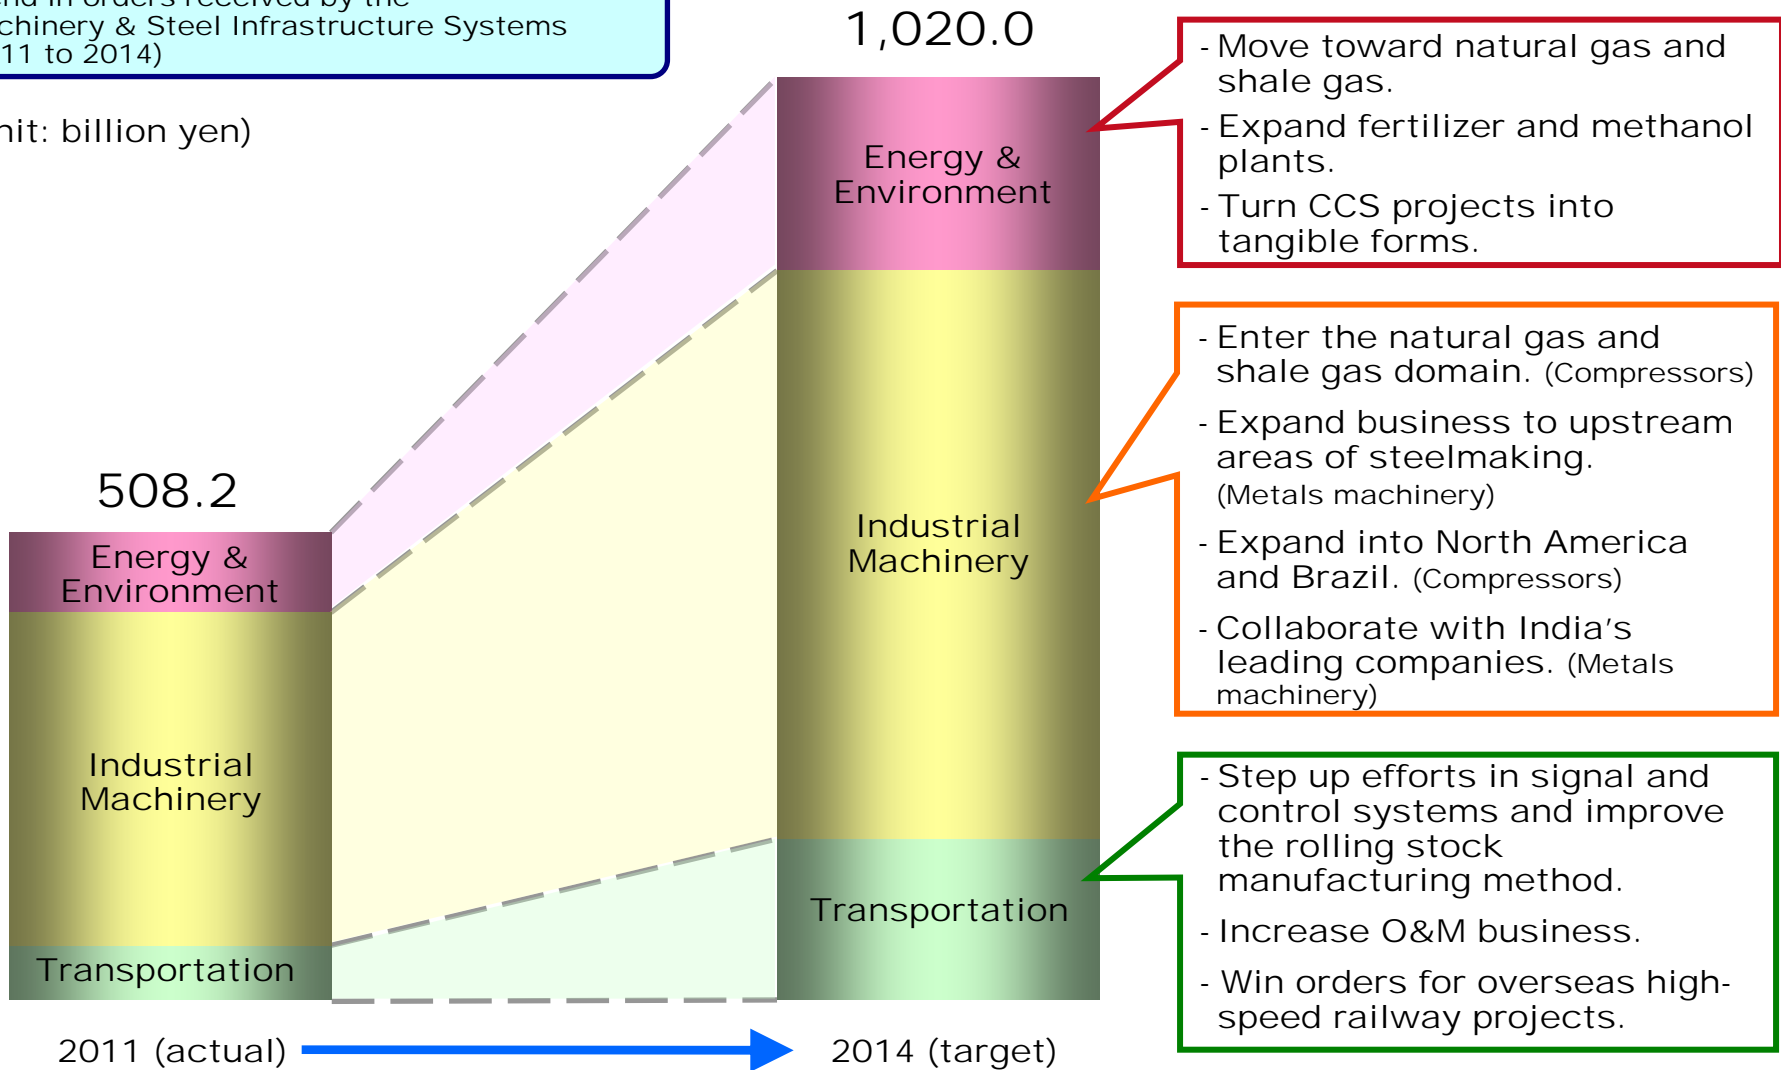 in orders received by the
& Steel Infrastructure Systems
to 2014)
billion yen)
1,020.0
508.2
Energy &
Environment
Industrial
Machinery
Transportation
2011 (actual)
Energy &
Environment
Industrial
Machinery
Transportation
2014 (target)
- Move toward natural gas and
shale gas.
- Expand fertilizer and methanol
plants.
- Turn CCS projects into
tangible forms.
- Enter the natural gas and
shale gas domain. (Compressors)
- Expand business to upstream
areas of steelmaking.
(Metals machinery)
- Expand into North America
and Brazil. (Compressors)
- Collaborate with India's
leading companies. (Metals
machinery)
- Step up efforts in signal and
control systems and improve
the rolling stock
manufacturing method.
- Increase O&M business.
- Win orders for overseas high-
speed railway projects.